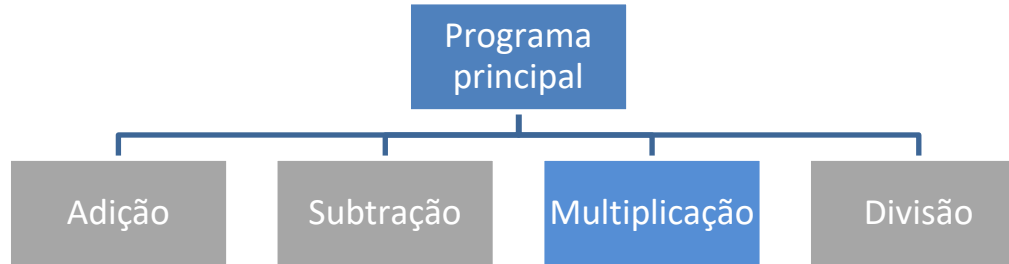 Programa
principal
Adição
Subtração
Multiplicação
Divisão